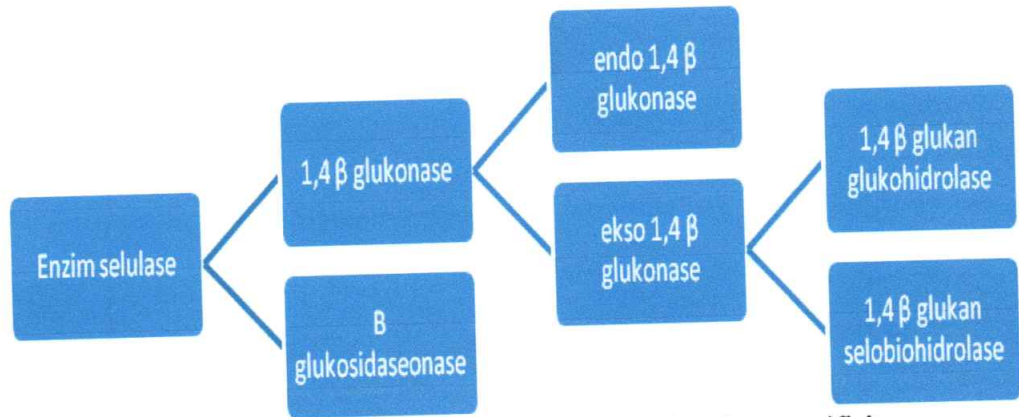 Enzim selulase
1,4 β glukonase
B
glukosidaseonase
endo 1,4 β
glukonase
ekso 1,4 β
glukonase
1,4 β glukan
glukohidrolase
1,4 β glukan
selobiohidrolase